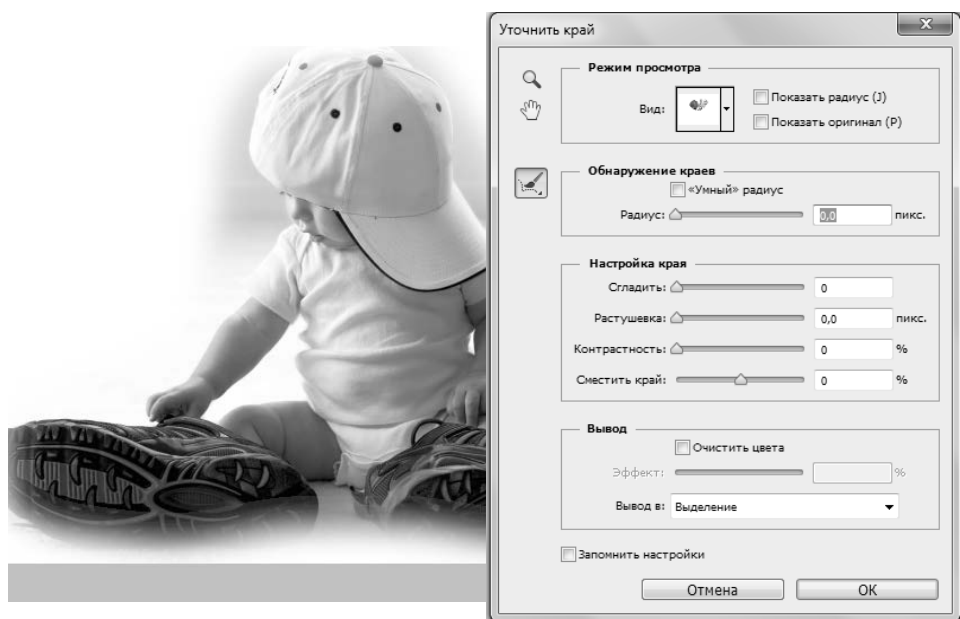 Уточнить край
Режим просмотра
Вид:
Показать радиус (J)
Показать оригинал (P)
Обнаружение краев
«Умный» радиус
Радиус: 0,0 пикс.
Настройка края
Сгладить: 0
Растушевка: 0,0 пикс.
Контрастность: 0 %
Сместить край: 0 %
Вывод
Очистить цвета
Эффект: %
Вывод в: Выделение
Запомнить настройки
Отмена OK